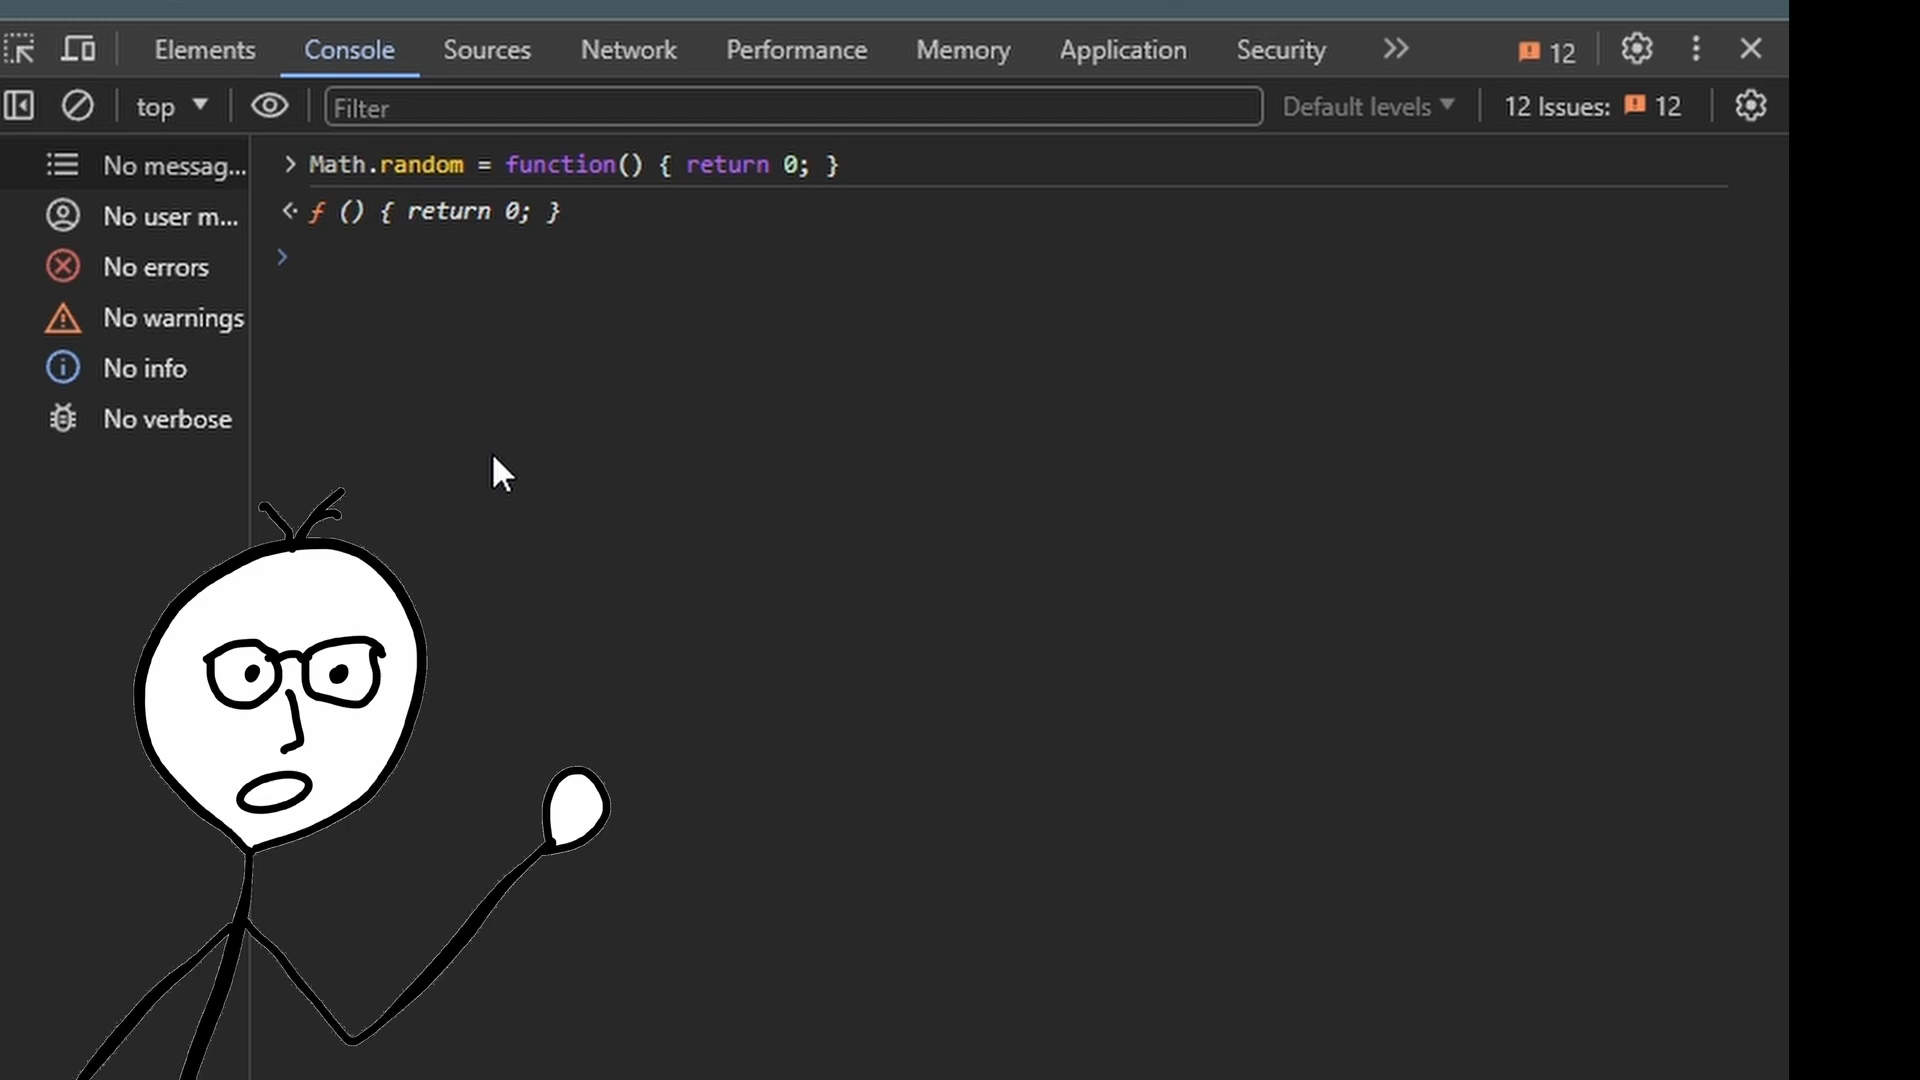 Elements Console Sources Network Performance Memory Application Security 12
top Filter Default levels 12 Issues: 12
No messag... > Math.random = function() { return 0; }
No user m... ƒ () { return 0; }
No errors >
No warnings
No info
No verbose